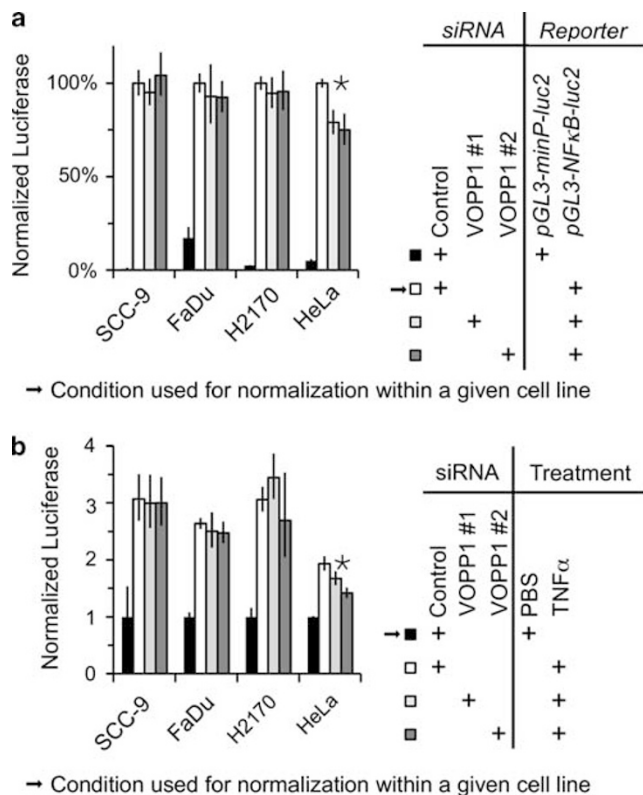 a
siRNA Reporter
Control
VOPP1 #1
VOPP1 #2
pGL3-minP-luc2
pGL3-NFκB-luc2
Normalized Luciferase
100%
50%
0%
SCC-9
FaDu
H2170
HeLa
*
+ +
→ + +
+ +
+ +
→ Condition used for normalization within a given cell line
b
siRNA Treatment
Control
VOPP1 #1
VOPP1 #2
PBS
TNFα
Normalized Luciferase
4
3
2
1
0
SCC-9
FaDu
H2170
HeLa
*
→ + +
+ +
+ +
+ +
→ Condition used for normalization within a given cell line